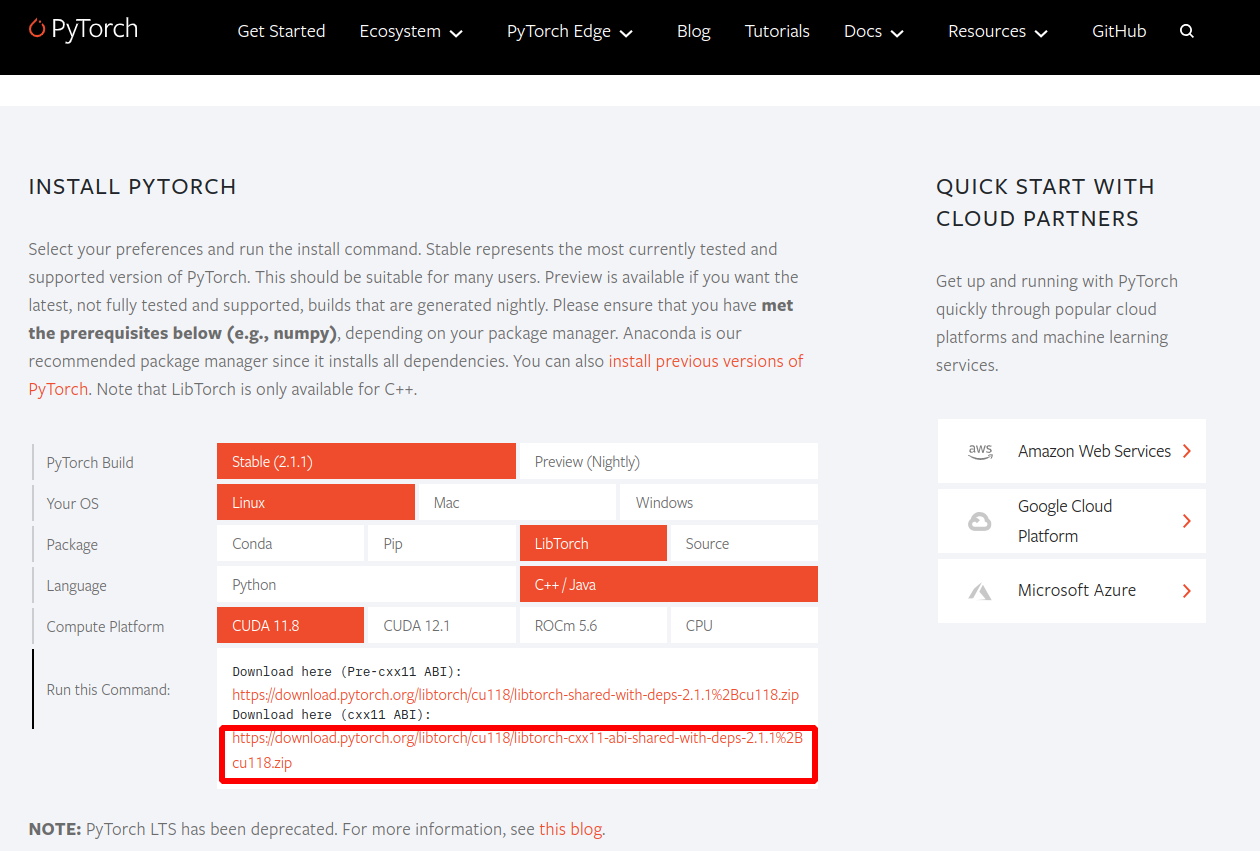 PyTorch
Get Started
Ecosystem
PyTorch Edge
Blog
Tutorials
Docs
Resources
GitHub
INSTALL PYTORCH
Select your preferences and run the install command. Stable represents the most currently tested and
supported version of PyTorch. This should be suitable for many users. Preview is available if you want the
latest, not fully tested and supported, builds that are generated nightly. Please ensure that you have met
the prerequisites below (e.g., numpy), depending on your package manager. Anaconda is our
recommended package manager since it installs all dependencies. You can also install previous versions of
PyTorch. Note that LibTorch is only available for C++.
PyTorch Build
Stable (2.1.1)
Preview (Nightly)
Your OS
Linux
Mac
Windows
Package
Conda
Pip
LibTorch
Source
Language
Python
C++ / Java
Compute Platform
CUDA 11.8
CUDA 12.1
ROCm 5.6
CPU
Run this Command:
Download here (Pre-cxx11 ABI):
https://download.pytorch.org/libtorch/cu118/libtorch-shared-with-deps-2.1.1%2Bcu118.zip
Download here (cxx11 ABI):
https://download.pytorch.org/libtorch/cu118/libtorch-cxx11-abi-shared-with-deps-2.1.1%2B
cu118.zip
NOTE: PyTorch LTS has been deprecated. For more information, see this blog.
QUICK START WITH
CLOUD PARTNERS
Get up and running with PyTorch
quickly through popular cloud
platforms and machine learning
services.
aws
Amazon Web Services
Google Cloud
Platform
Microsoft Azure